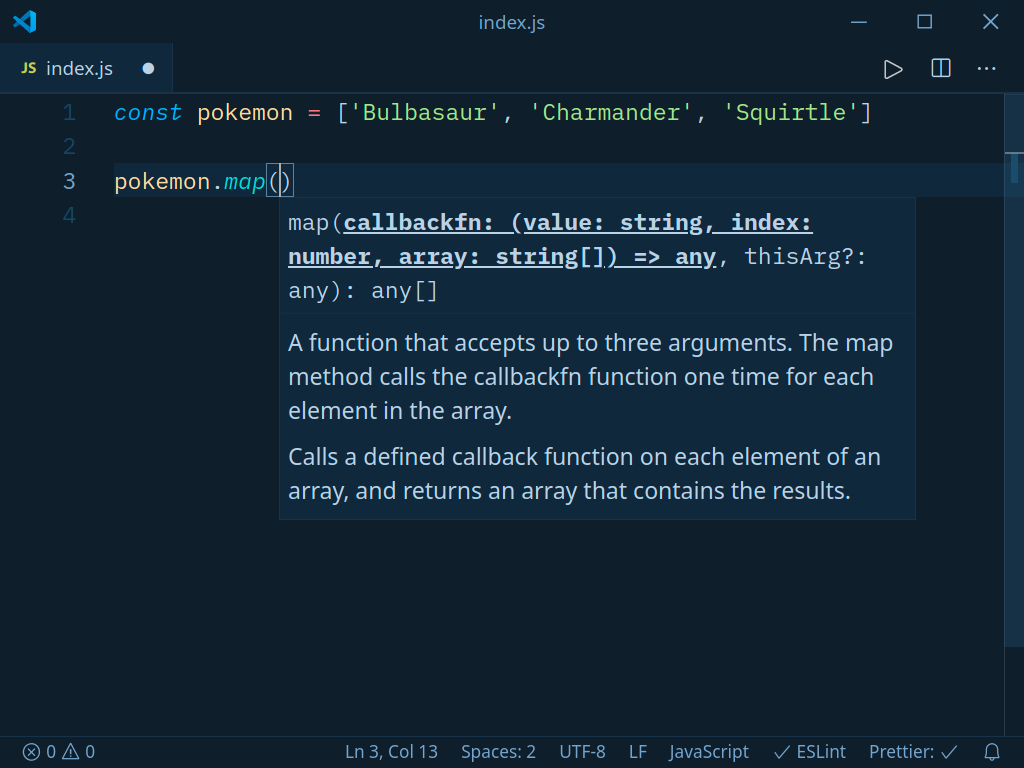 index.js
JS index.js
1 const pokemon = ['Bulbasaur', 'Charmander', 'Squirtle']
2
3 pokemon.map()
4
map(callbackfn: (value: string, index:
number, array: string[]) => any, thisArg?:
any): any[]
A function that accepts up to three arguments. The map
method calls the callbackfn function one time for each
element in the array.
Calls a defined callback function on each element of an
array, and returns an array that contains the results.
0 0 Ln 3, Col 13 Spaces: 2 UTF-8 LF JavaScript ESLint Prettier: